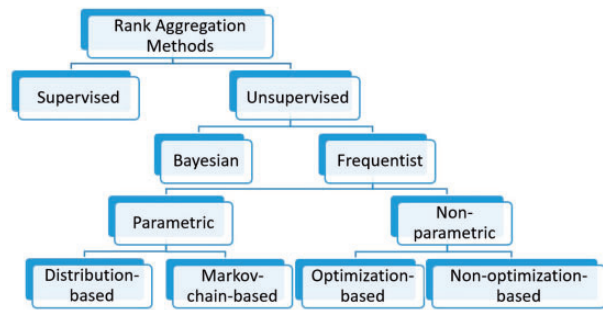 Rank Aggregation
Methods
Supervised
Unsupervised
Bayesian
Frequentist
Parametric
Non-
parametric
Distribution-
based
Markov-
chain-based
Optimization-
based
Non-optimization-
based